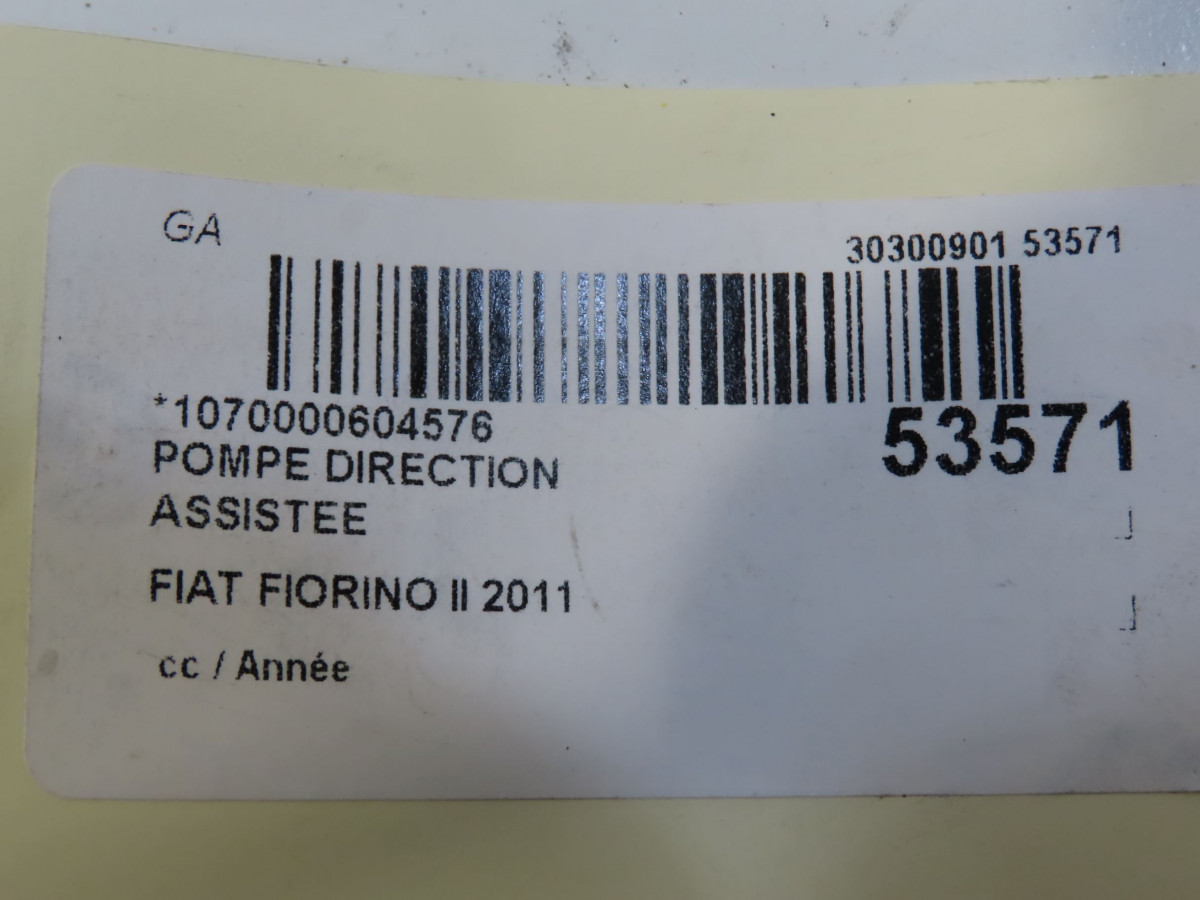 GA
30300901 53571
*1070000604576
53571
POMPE DIRECTION
ASSISTEE
FIAT FIORINO II 2011
cc / Année